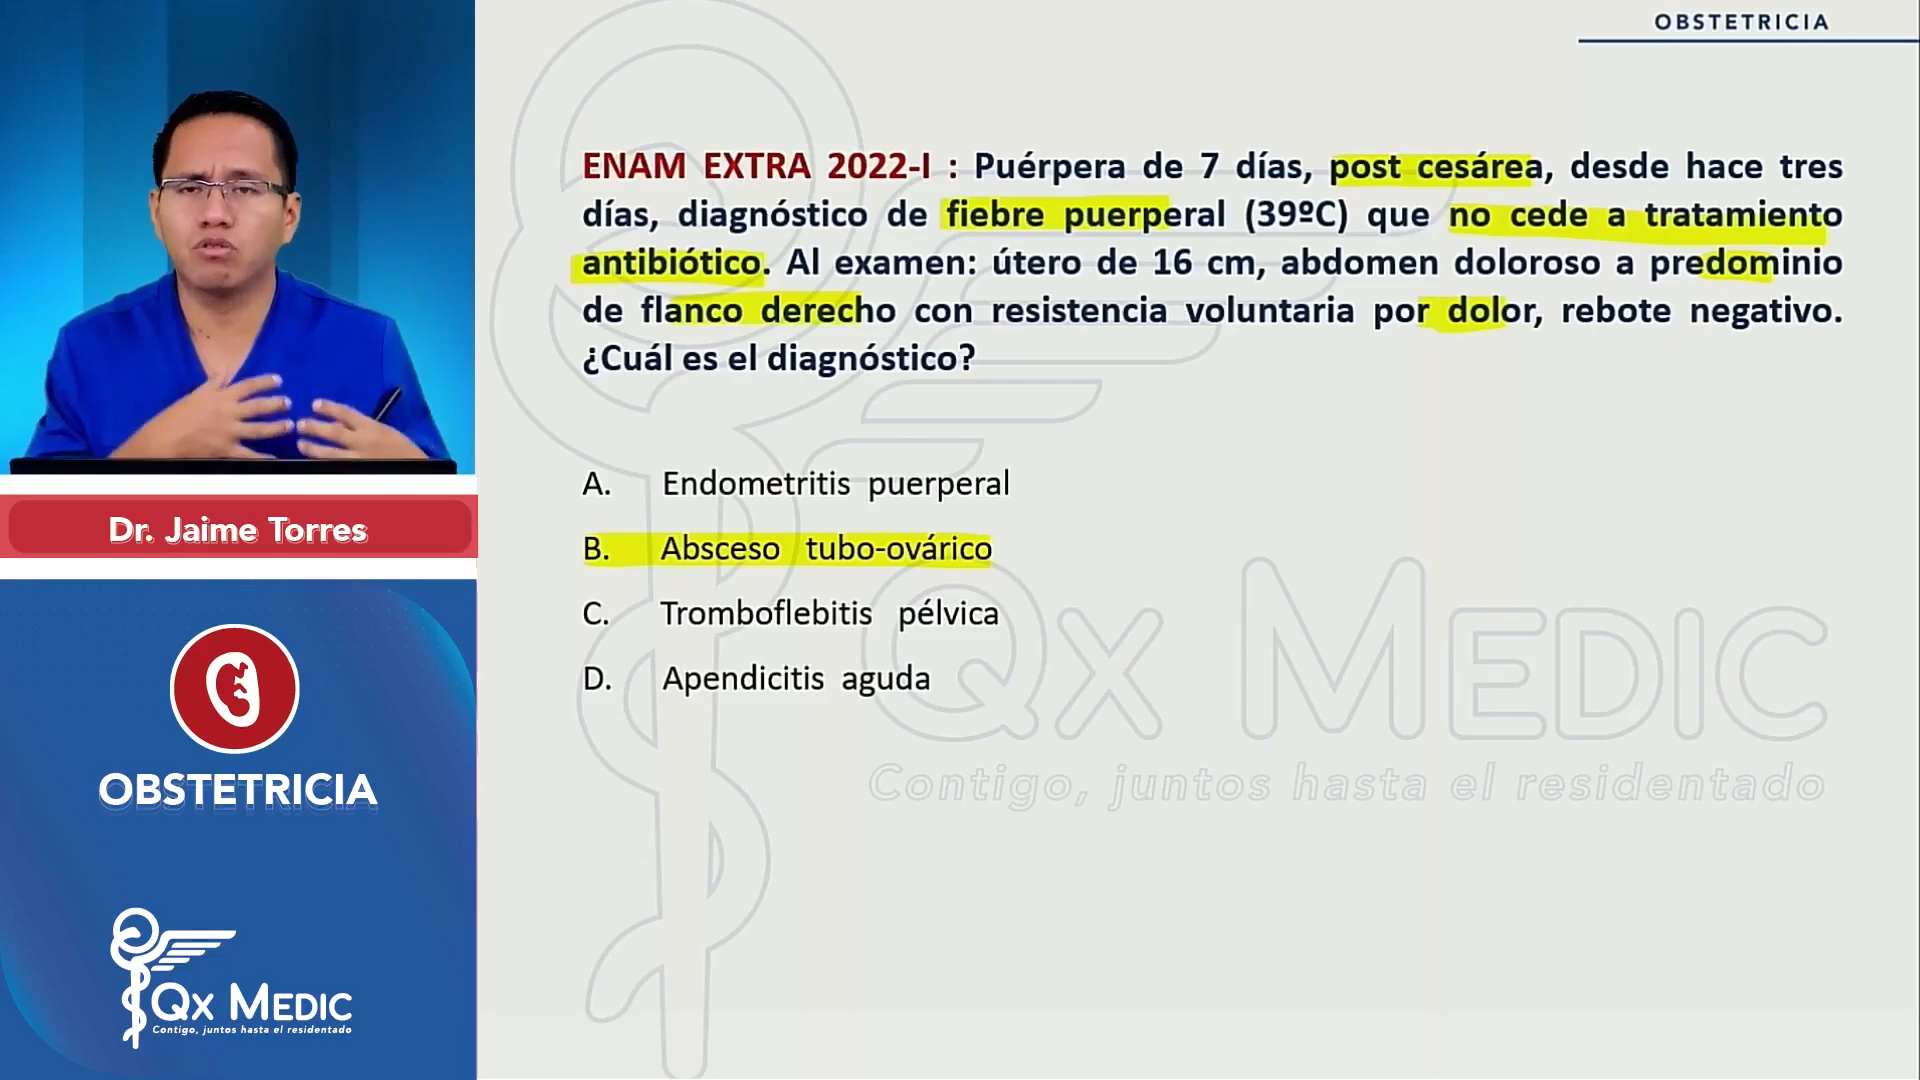 OBSTETRICIA
ENAM EXTRA 2022-I : Puérpera de 7 días, post cesárea, desde hace tres
días, diagnóstico de fiebre puerperal (39ºC) que no cede a tratamiento
antibiótico. Al examen: útero de 16 cm, abdomen doloroso a predominio
de flanco derecho con resistencia voluntaria por dolor, rebote negativo.
¿Cuál es el diagnóstico?
A. Endometritis puerperal
B. Absceso tubo-ovárico
C. Tromboflebitis pélvica
D. Apendicitis aguda
Dr. Jaime Torres
OBSTETRICIA
Qx MEDIC
Contigo, juntos hasta el residentado
Qx MEDIC
Contigo, juntos hasta el residentado